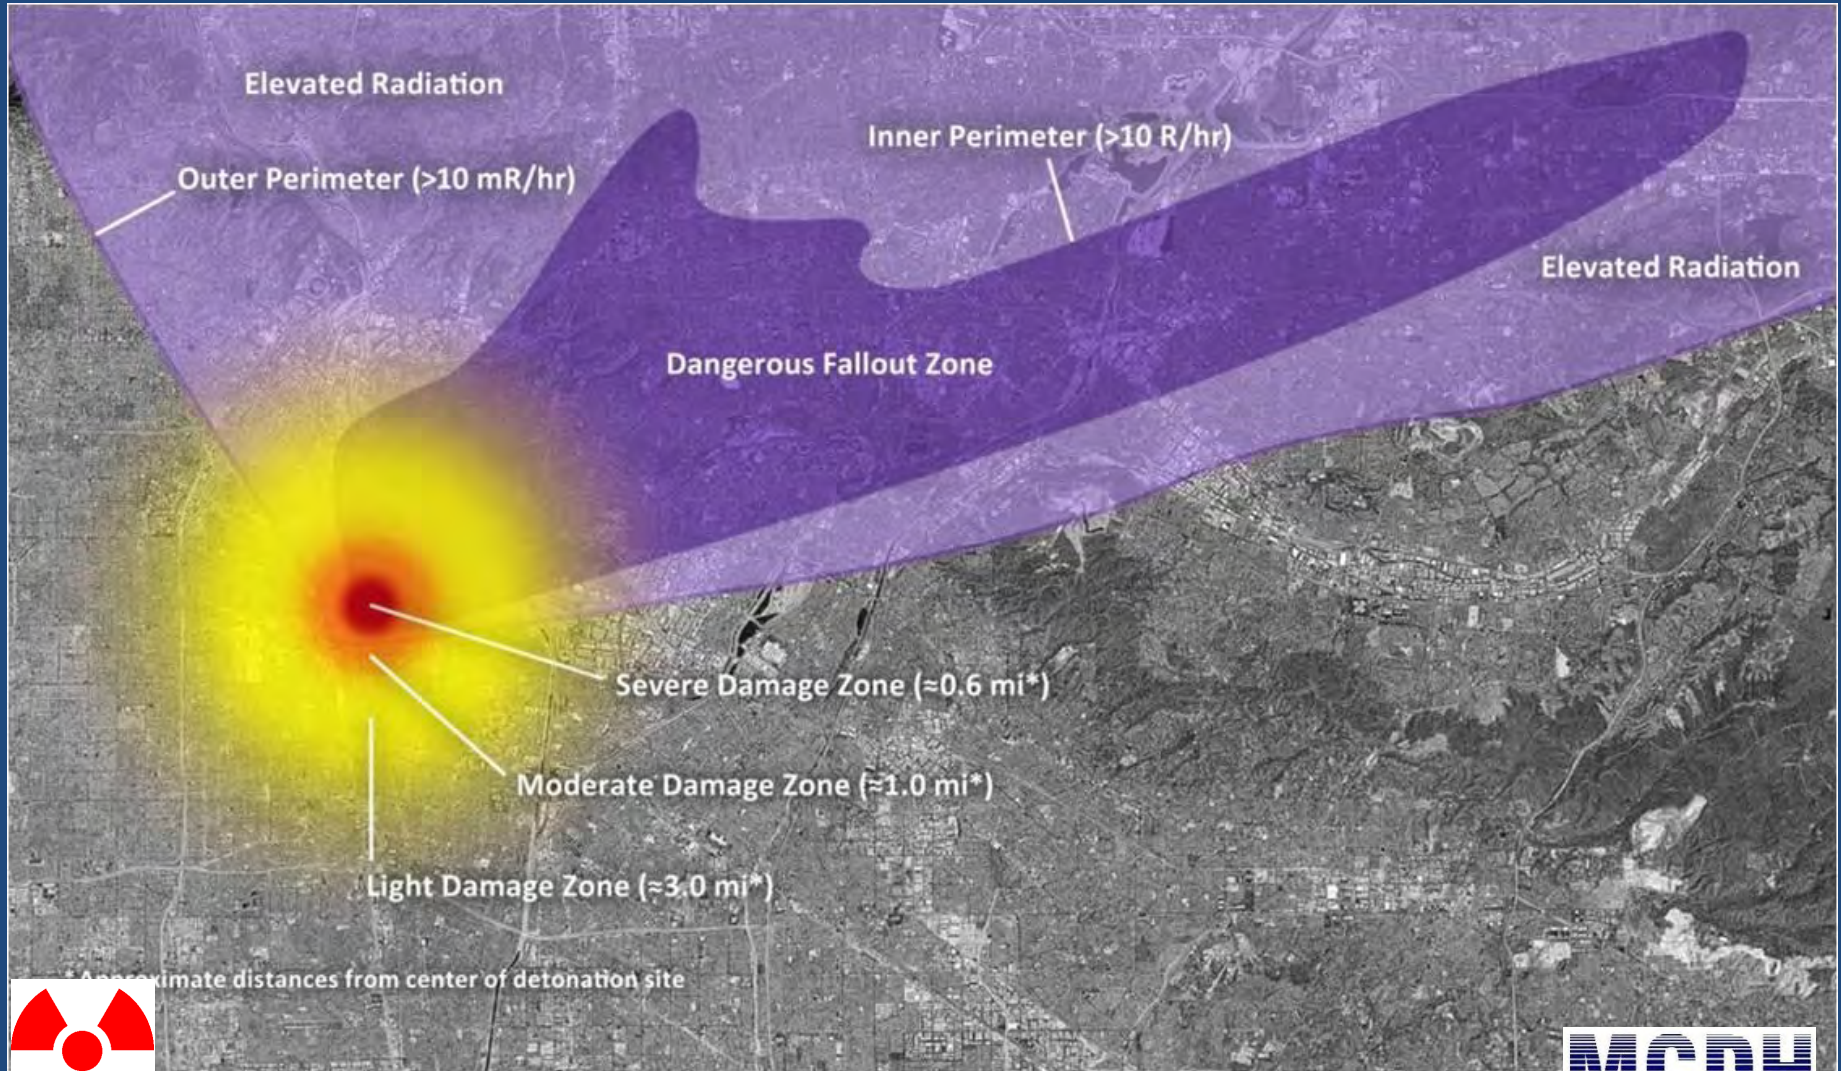 Elevated Radiation
Outer Perimeter (>10 mR/hr)
Inner Perimeter (>10 R/hr)
Elevated Radiation
Dangerous Fallout Zone
Severe Damage Zone (≈0.6 mi*)
Moderate Damage Zone (≈1.0 mi*)
Light Damage Zone (≈3.0 mi*)
*Approximate distances from center of detonation site
MCDH